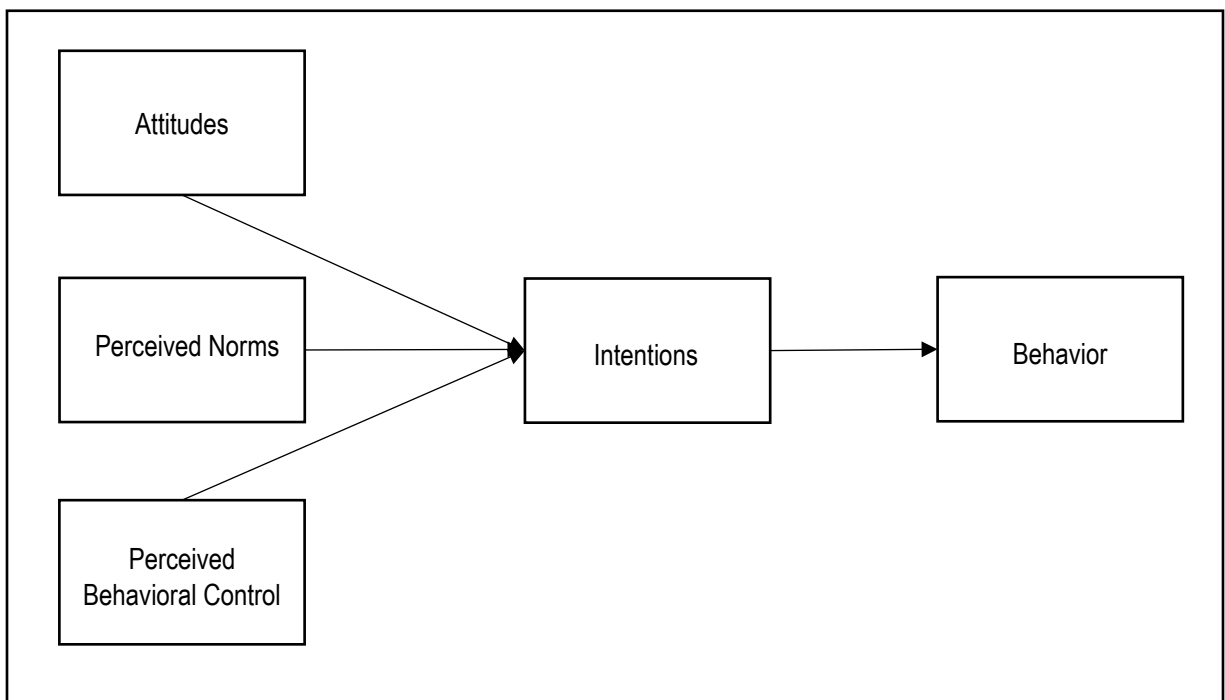 Attitudes
Perceived Norms
Perceived
Behavioral Control
Intentions
Behavior